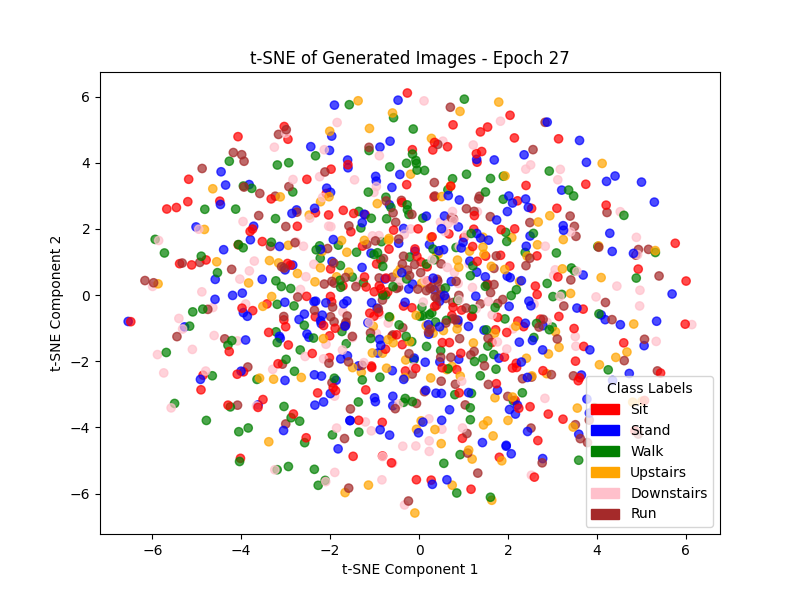 t-SNE of Generated Images - Epoch 27
6
4
2
0
−2
−4
−6
t-SNE Component 2
Class Labels
Sit
Stand
Walk
Upstairs
Downstairs
Run
−6 −4 −2 0 2 4 6
t-SNE Component 1